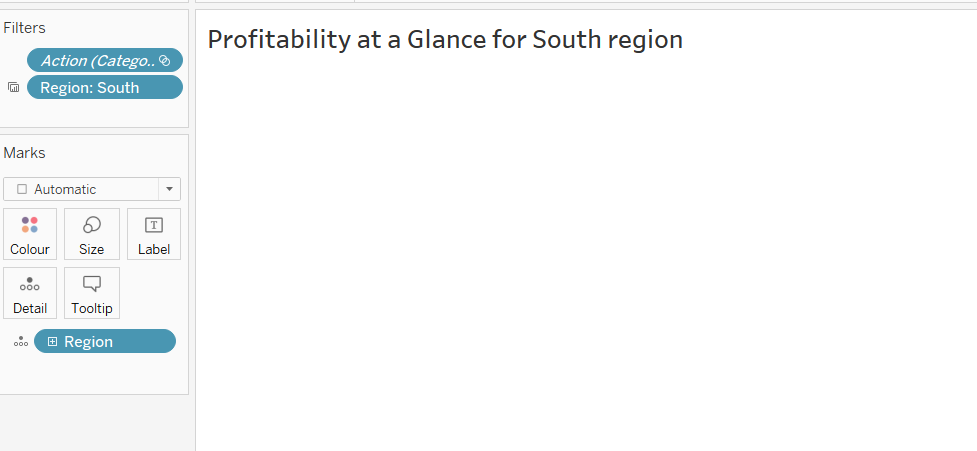 Filters
Action (Catego..
Region: South
Marks
Automatic
Colour
Size
T
Label
Detail
Tooltip
Region
Profitability at a Glance for South region